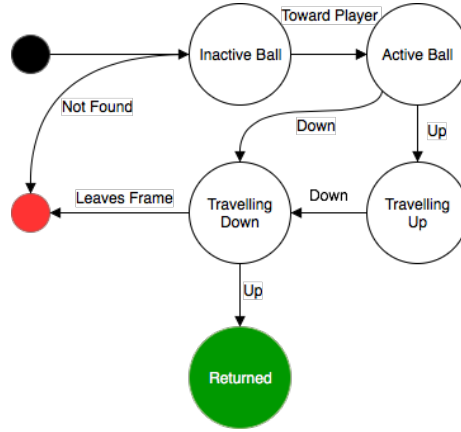 Toward Player
Inactive Ball
Active Ball
Not Found
Down
Up
Leaves Frame
Travelling
Down
Down
Travelling
Up
Up
Returned